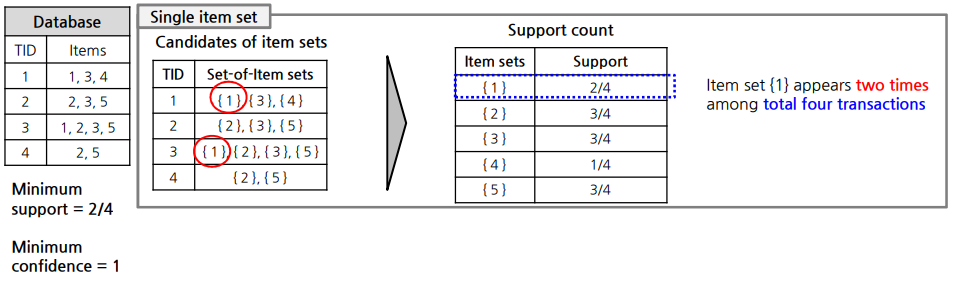 Database
TID Items
1 1, 3, 4
2 2, 3, 5
3 1, 2, 3, 5
4 2, 5
Minimum
support = 2/4
Minimum
confidence = 1
Single item set
Candidates of item sets
TID Set-of-Item sets
1 { 1 }, { 3 }, { 4 }
2 { 2 }, { 3 }, { 5 }
3 { 1 }, { 2 }, { 3 }, { 5 }
4 { 2 }, { 5 }
Support count
Item sets Support
{ 1 } 2/4
{ 2 } 3/4
{ 3 } 3/4
{ 4 } 1/4
{ 5 } 3/4
Item set {1} appears two times
among total four transactions